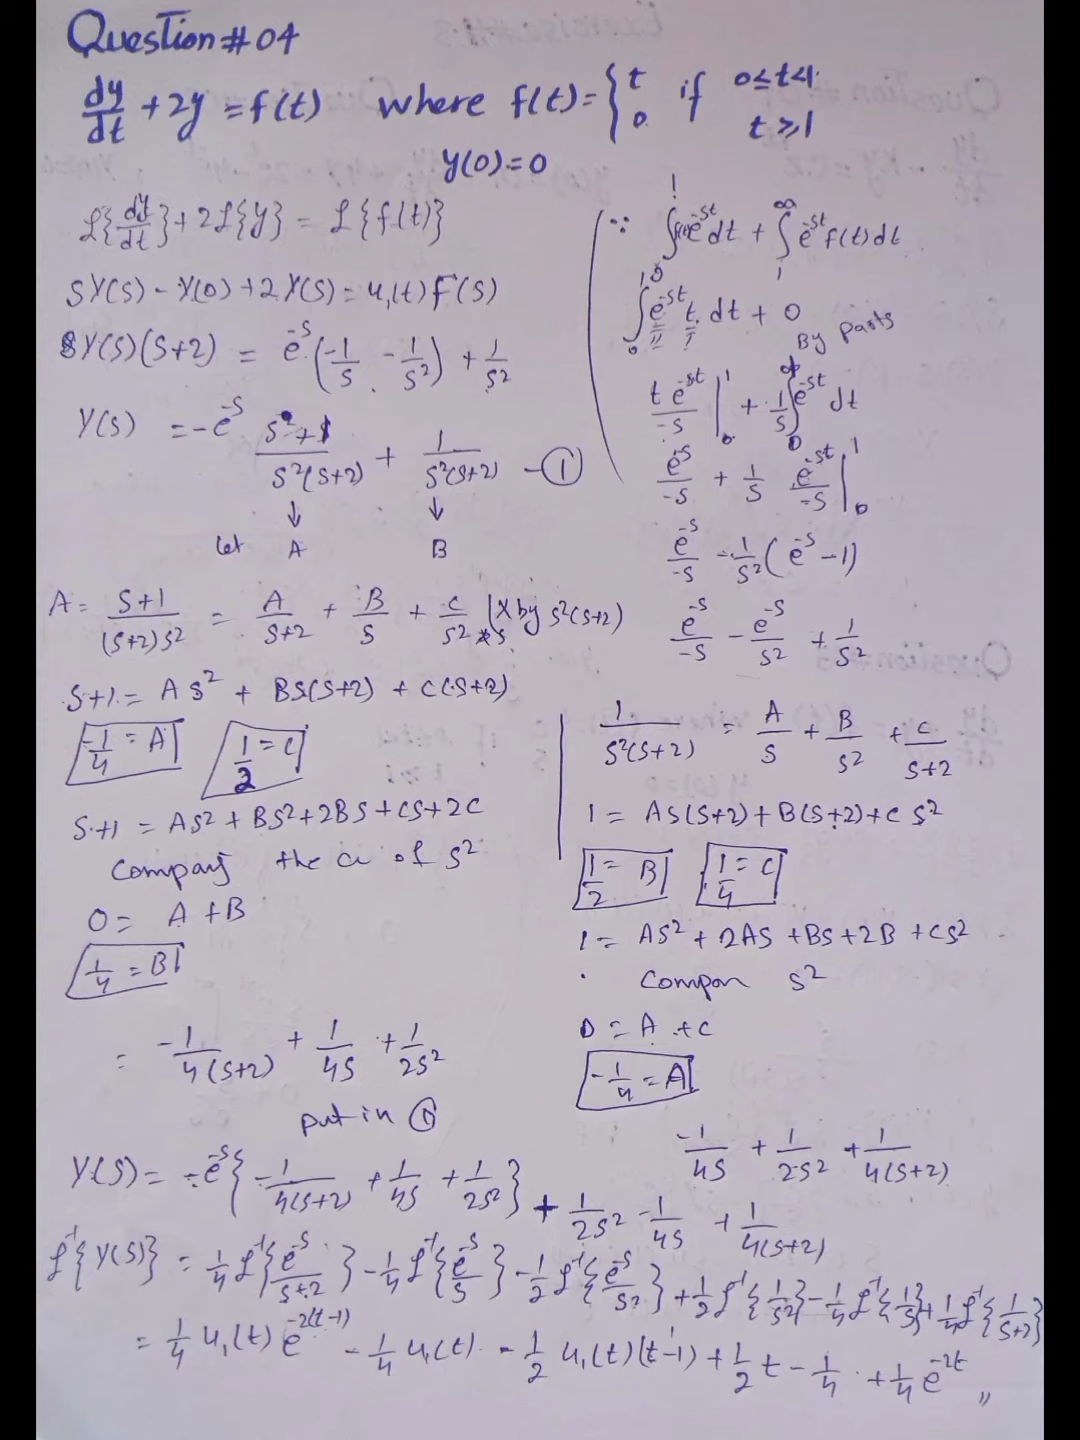 Question#04
dy/dt + 2y = f(t) where f(t) = { t if 0≤t<1
0 t⩾1
y(0)=0
ℒ{dy/dt} + 2ℒ{y} = ℒ{f(t)}
SY(S) - Y(0) + 2Y(S) = u₁(t) F(S)
SY(S)(S+2) = e^-s (-1/S - 1/S²) + 1/S²
Y(S) = -e^-s (S+1)/(S²(S+2)) + 1/(S²(S+2)) - ①
↓ ↓
let A B
∵ ∫₀¹ f(t)e^-st dt + ∫₁^∞ e^-st f(t) dt
∫₀¹ e^-st t. dt + 0
By parts
t e^-st/-s |₀¹ + 1/s ∫₀^∞ e^-st dt
e^-s/-s + 1/s e^-st/-s |₀¹
e^-s/-s - 1/s² (e^-s - 1)
e^-s/-s - e^-s/s² + 1/s²
A = (S+1)/((S+2)S²) = A/(S+2) + B/S + C/S² | × by S²(S+2)
S+1 = A S² + BS(S+2) + C(S+2)
-1/4 = A 1/2 = C
S+1 = AS² + BS² + 2BS + CS + 2C
the of S²
0 = A + B
1/4 = B
= -1/4(S+2) + 1/4S + 1/2S²
put in ①
1/(S²(S+2)) = A/S + B/S² + C/(S+2)
1 = AS(S+2) + B(S+2) + C S²
1/2 = B 1/4 = C
1 = AS² + 2AS + BS + 2B + CS²
Compar S²
0 = A + C
-1/4 = A
-1/4S + 1/2S² + 1/4(S+2)
Y(S) = -e^-s { -1/4(S+2) + 1/4S + 1/2S² } + 1/2S² - 1/4S + 1/4(S+2)
ℒ⁻¹{Y(S)} = 1/4 ℒ⁻¹{e^-s/(S+2)} - 1/4 ℒ⁻¹{e^-s/S} - 1/2 ℒ⁻¹{e^-s/S²} + 1/2 ℒ⁻¹{1/S²} - 1/4 ℒ⁻¹{1/S} + 1/4 ℒ⁻¹{1/(S+2)}
= 1/4 u₁(t) e^-2(t-1) - 1/4 u₁(t) - 1/2 u₁(t)(t-1) + 1/2 t - 1/4 + 1/4 e^-2t //